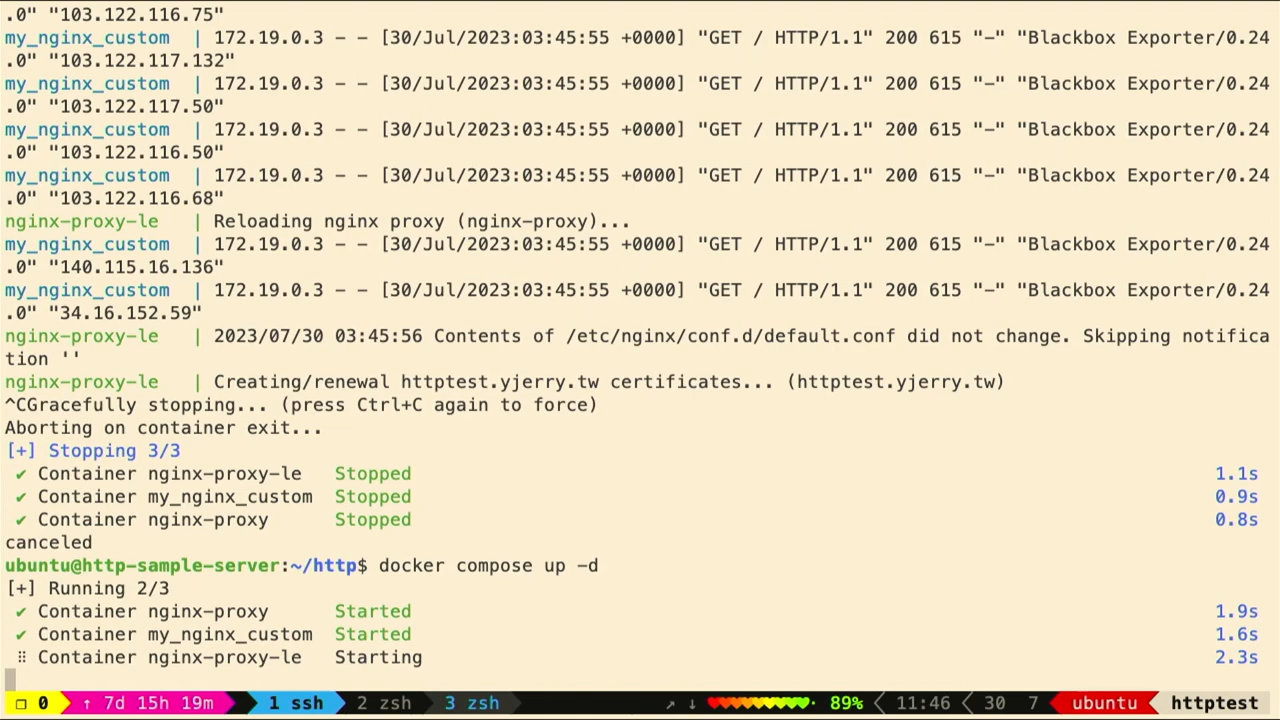 .0" "103.122.116.75"
my_nginx_custom  | 172.19.0.3 - - [30/Jul/2023:03:45:55 +0000] "GET / HTTP/1.1" 200 615 "-" "Blackbox Exporter/0.24
.0" "103.122.117.132"
my_nginx_custom  | 172.19.0.3 - - [30/Jul/2023:03:45:55 +0000] "GET / HTTP/1.1" 200 615 "-" "Blackbox Exporter/0.24
.0" "103.122.117.50"
my_nginx_custom  | 172.19.0.3 - - [30/Jul/2023:03:45:55 +0000] "GET / HTTP/1.1" 200 615 "-" "Blackbox Exporter/0.24
.0" "103.122.116.50"
my_nginx_custom  | 172.19.0.3 - - [30/Jul/2023:03:45:55 +0000] "GET / HTTP/1.1" 200 615 "-" "Blackbox Exporter/0.24
.0" "103.122.116.68"
nginx-proxy-le   | Reloading nginx proxy (nginx-proxy)...
my_nginx_custom  | 172.19.0.3 - - [30/Jul/2023:03:45:55 +0000] "GET / HTTP/1.1" 200 615 "-" "Blackbox Exporter/0.24
.0" "140.115.16.136"
my_nginx_custom  | 172.19.0.3 - - [30/Jul/2023:03:45:55 +0000] "GET / HTTP/1.1" 200 615 "-" "Blackbox Exporter/0.24
.0" "34.16.152.59"
nginx-proxy-le   | 2023/07/30 03:45:56 Contents of /etc/nginx/conf.d/default.conf did not change. Skipping notifica
tion ''
nginx-proxy-le   | Creating/renewal httptest.yjerry.tw certificates... (httptest.yjerry.tw)
^CGracefully stopping... (press Ctrl+C again to force)
Aborting on container exit...
[+] Stopping 3/3
✔ Container nginx-proxy-le   Stopped 1.1s
✔ Container my_nginx_custom  Stopped 0.9s
✔ Container nginx-proxy      Stopped 0.8s
canceled
ubuntu@http-sample-server:~/http$ docker compose up -d
[+] Running 2/3
✔ Container nginx-proxy      Started 1.9s
✔ Container my_nginx_custom  Started 1.6s
⠿ Container nginx-proxy-le   Starting 2.3s
❐ 0 ↑ 7d 15h 19m 1 ssh 2 zsh 3 zsh ↗ ↓ ♥♥♥♥♥♥♥♥♥· 89% 11:46 30 7 ubuntu httptest